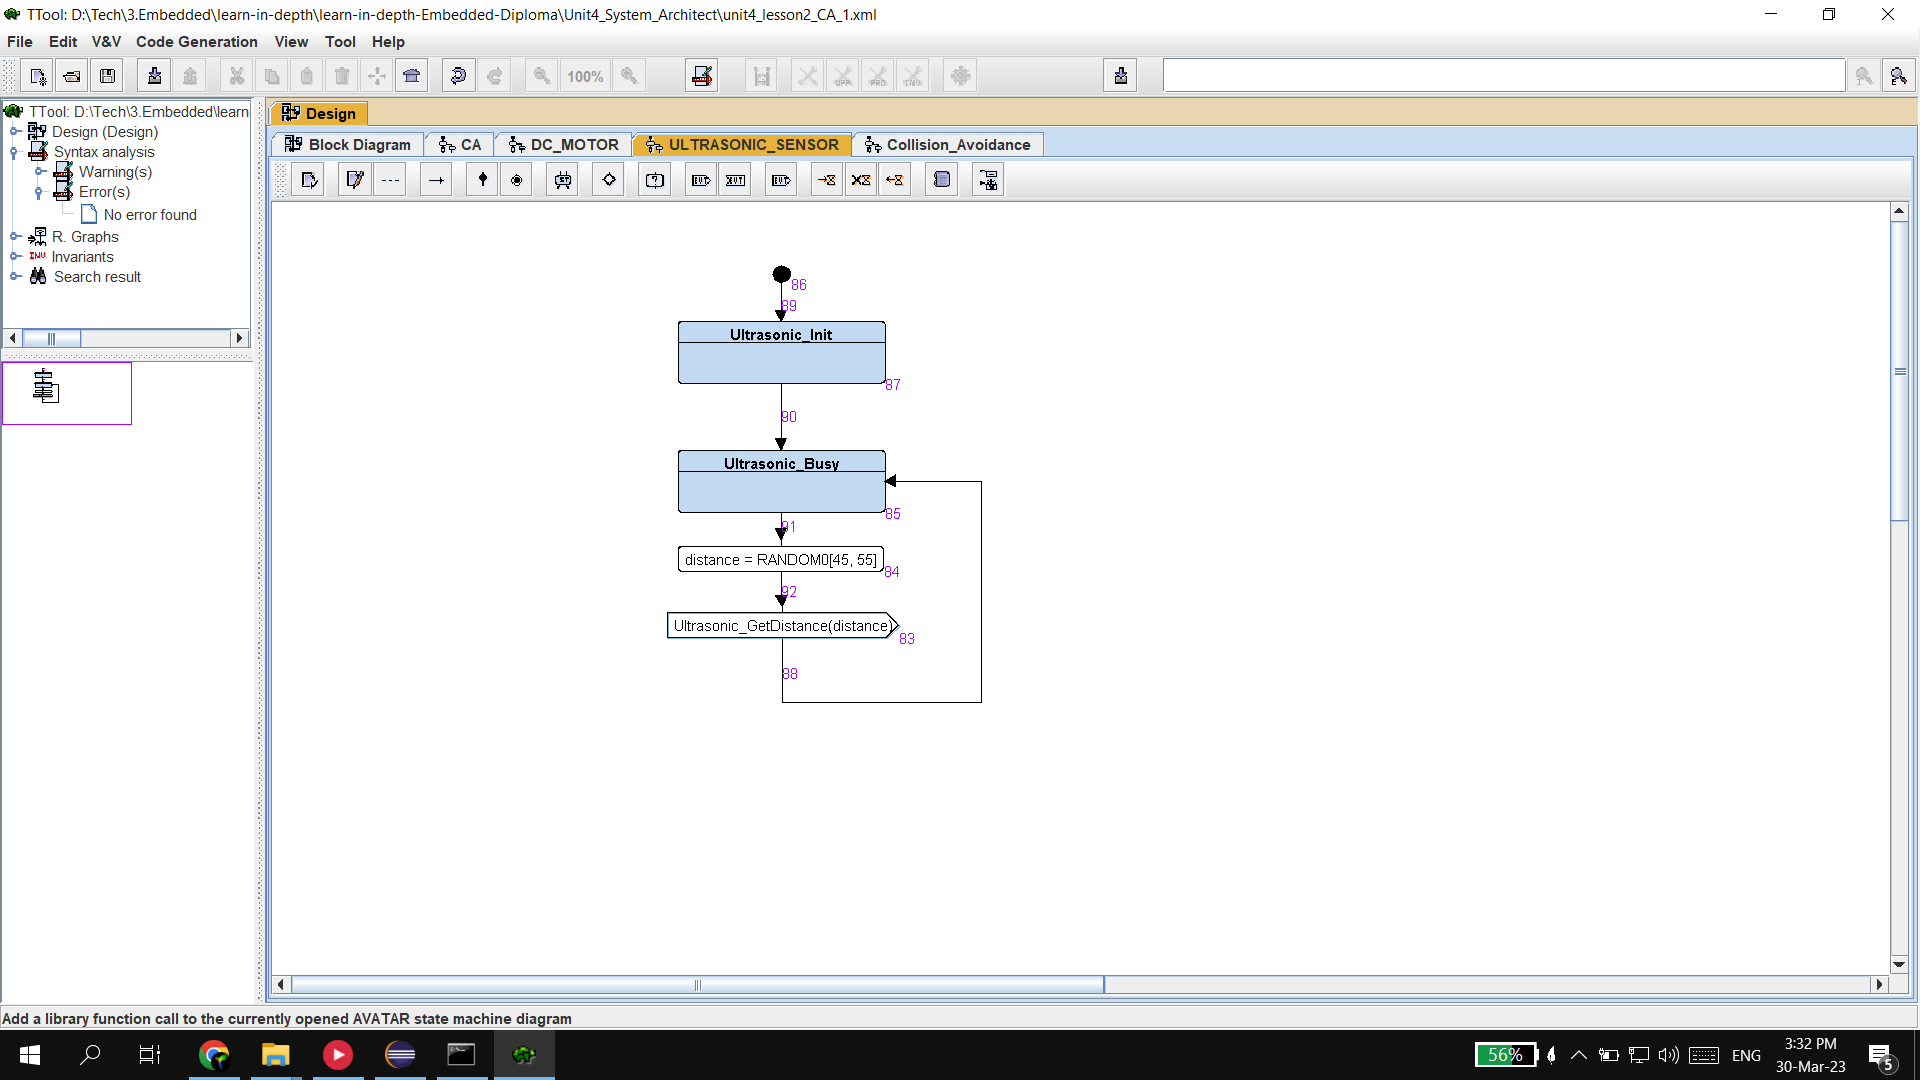 TTool: D:\Tech\3.Embedded\learn-in-depth\learn-in-depth-Embedded-Diploma\Unit4_System_Architect\unit4_lesson2_CA_1.xml
File Edit V&V Code Generation View Tool Help
100%
TTool: D:\Tech\3.Embedded\learn
Design (Design)
Syntax analysis
Warning(s)
Error(s)
No error found
R. Graphs
INV Invariants
Search result
Design
Block Diagram CA DC_MOTOR ULTRASONIC_SENSOR Collision_Avoidance
86
89
Ultrasonic_Init
87
90
Ultrasonic_Busy
85
91
distance = RANDOM0[45, 55]
84
92
Ultrasonic_GetDistance(distance)
83
88
Add a library function call to the currently opened AVATAR state machine diagram
56%
ENG
3:32 PM
30-Mar-23
5